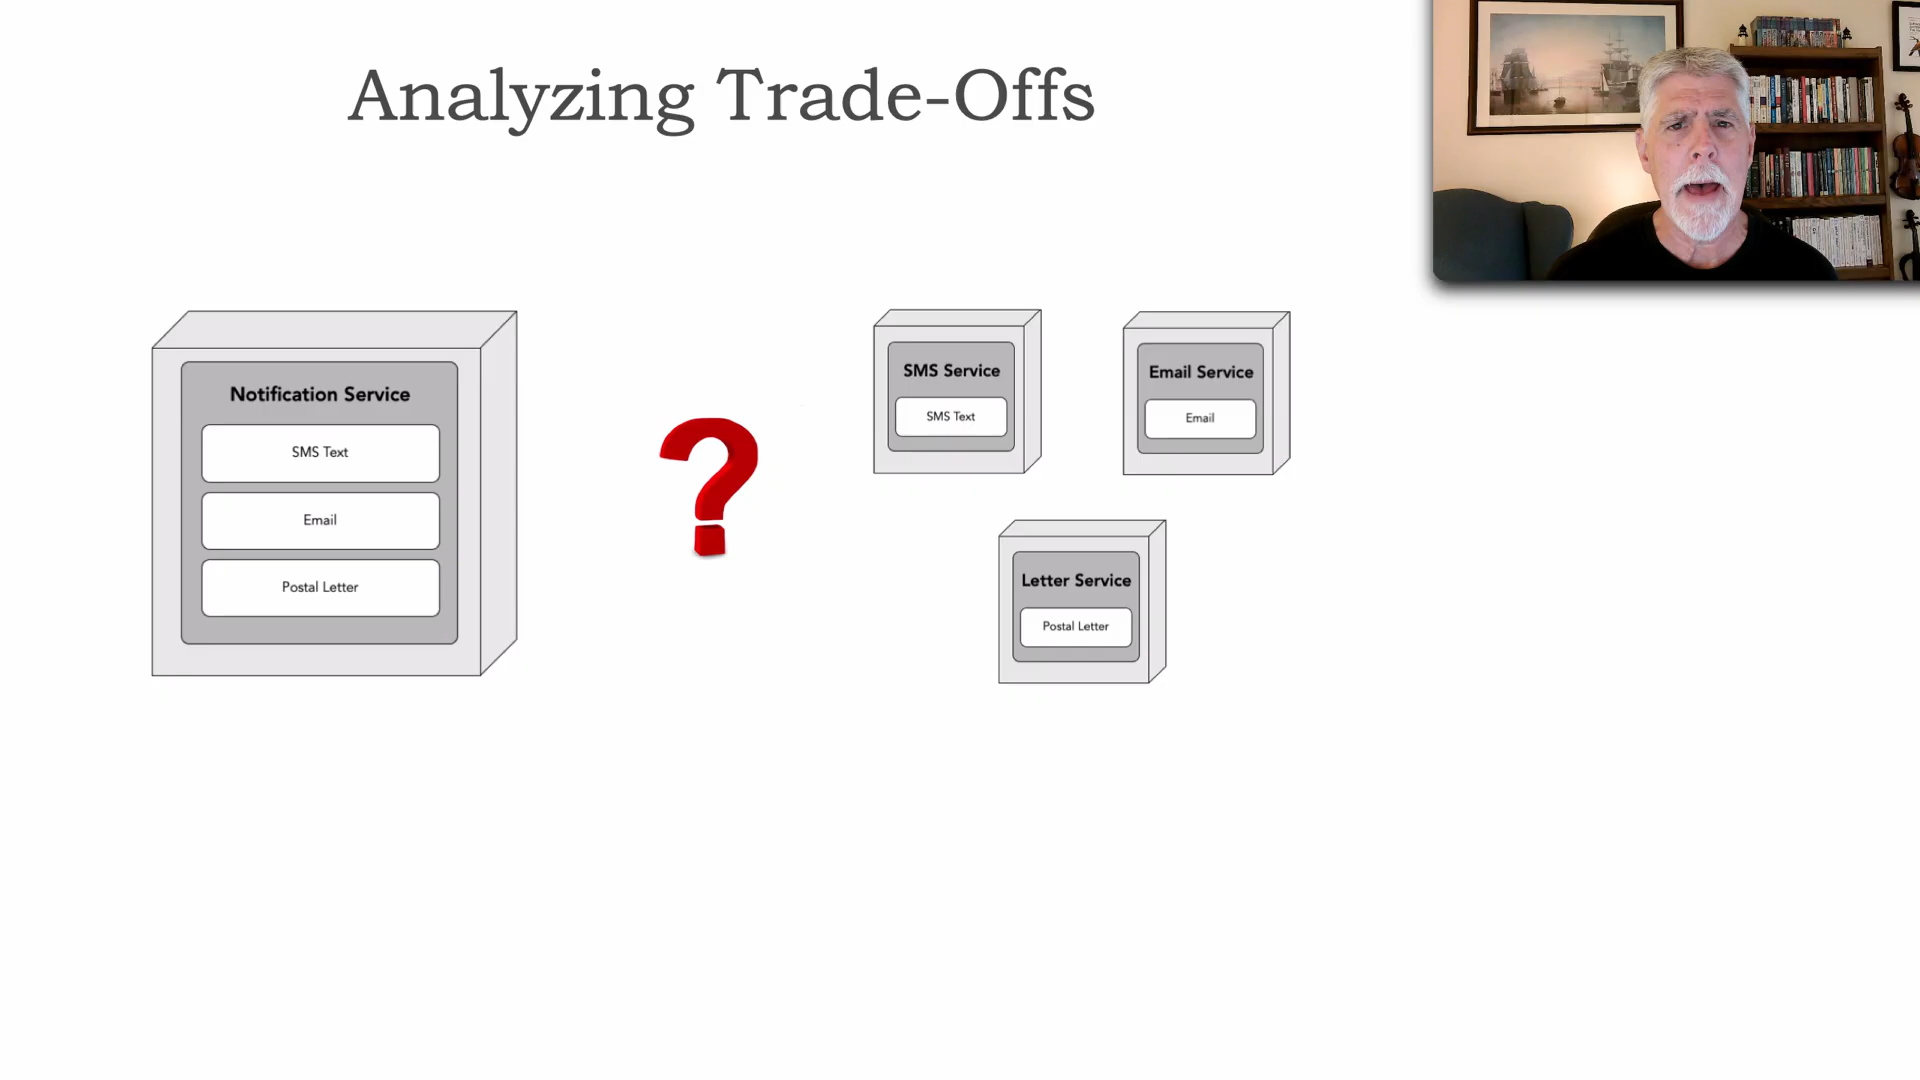 Analyzing Trade-Offs
Notification Service
SMS Text
Email
Postal Letter
SMS Service
SMS Text
Email Service
Email
Letter Service
Postal Letter